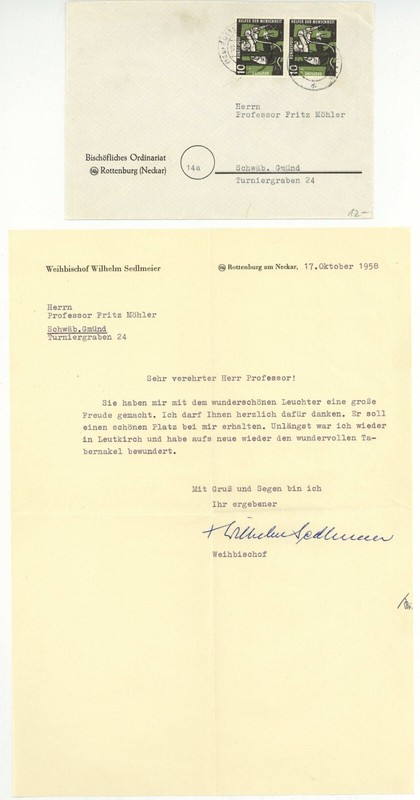 HELFER DER MENSCHHEIT
HELFER DER MENSCHHEIT
10
10
Herrn
Professor Fritz Möhler
Bischöfliches Ordinariat
Rottenburg (Neckar)
14a
Schwäb. Gmünd
Turniergraben 24
12.-
Weihbischof Wilhelm Sedlmeier
Rottenburg am Neckar, 17.Oktober 1958
Herrn
Professor Fritz Möhler
Schwäb.Gmünd
Turniergraben 24
Sehr verehrter Herr Professor!
Sie haben mir mit dem wunderschönen Leuchter eine große
Freude gemacht. Ich darf Ihnen herzlich dafür danken. Er soll
einen schönen Platz bei mir erhalten. Unlängst war ich wieder
in Leutkirch und habe aufs neue wieder den wundervollen Ta-
bernakel bewundert.
Mit Gruß und Segen bin ich
Ihr ergebener
+ Wilhelm Sedlmeier
Weihbischof